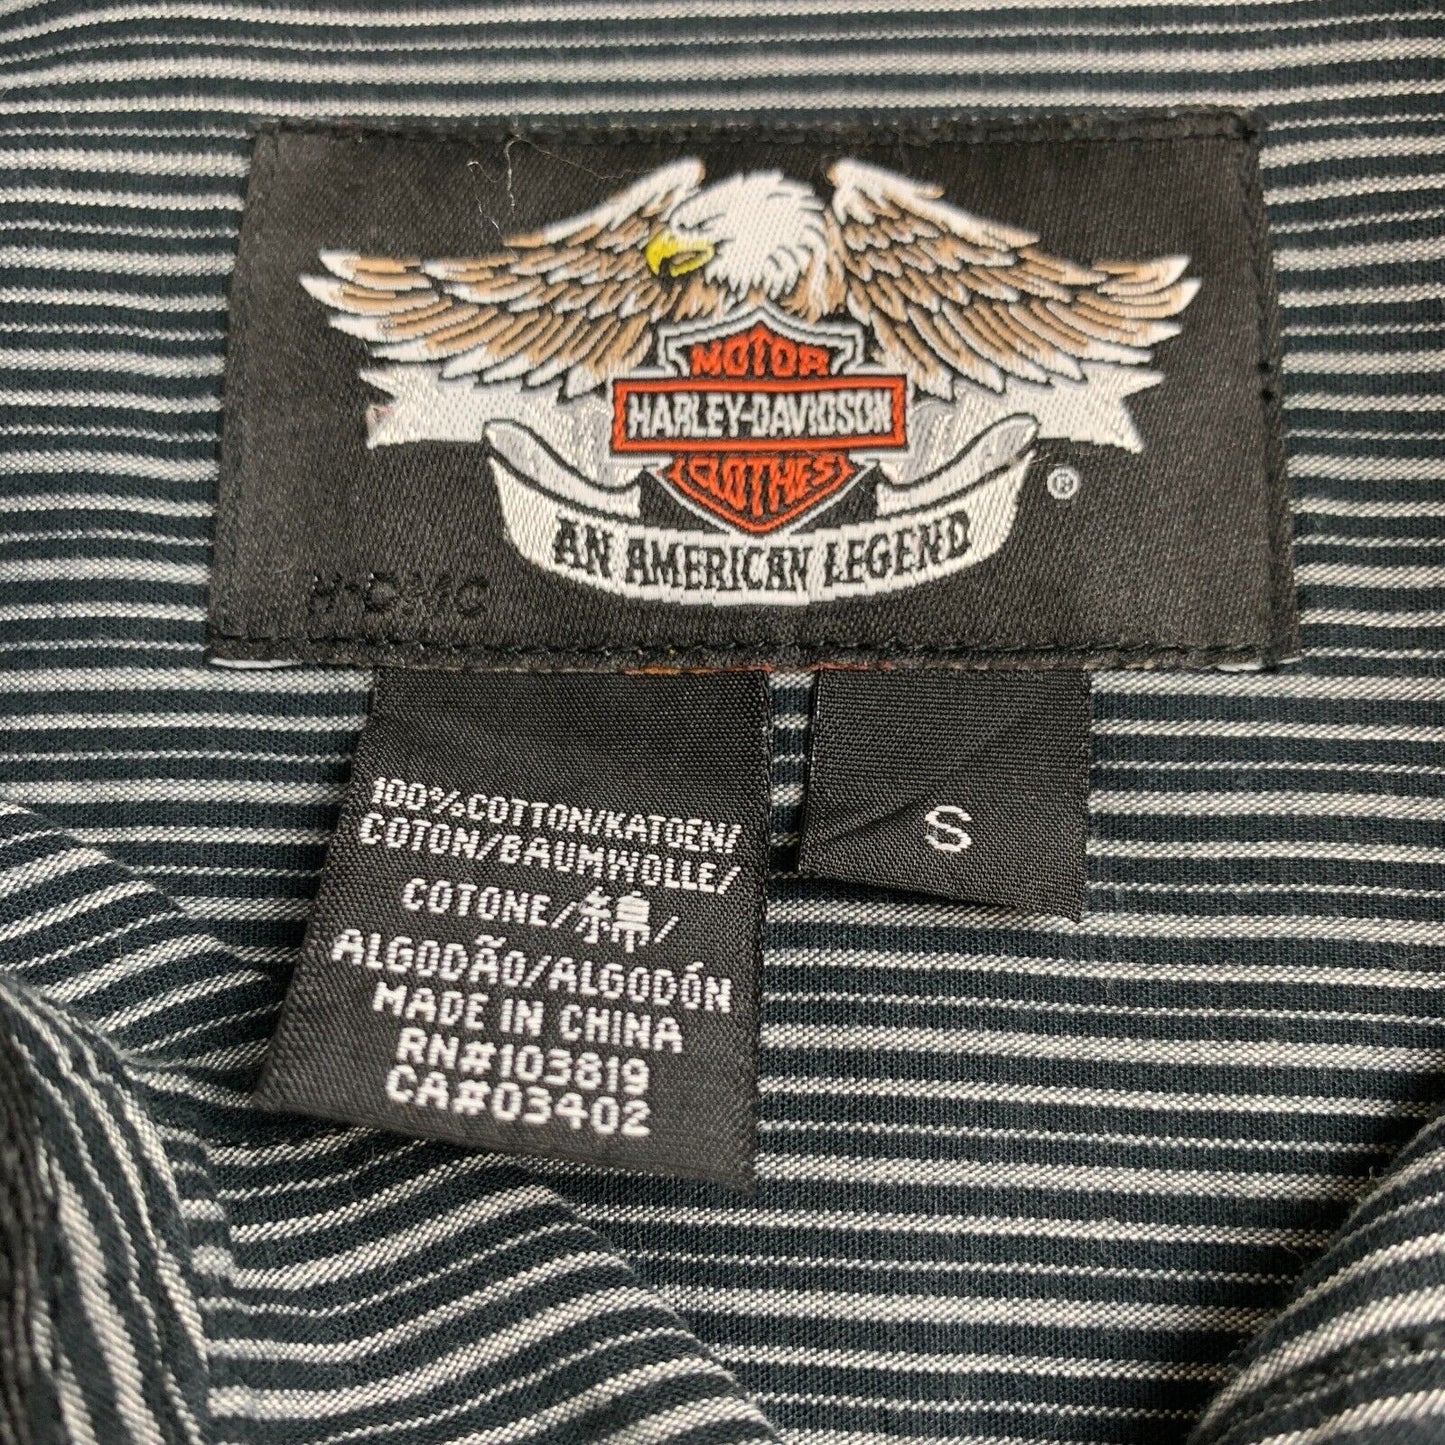 MOTOR
HARLEY-DAVIDSON
CLOTHES
®
AN AMERICAN LEGEND
H-DMC
100%COTTON/KATOEN/
COTON/BAUMWOLLE/
COTONE/綿/
ALGODÃO/ALGODÓN
MADE IN CHINA
RN#103819
CA#03402
S